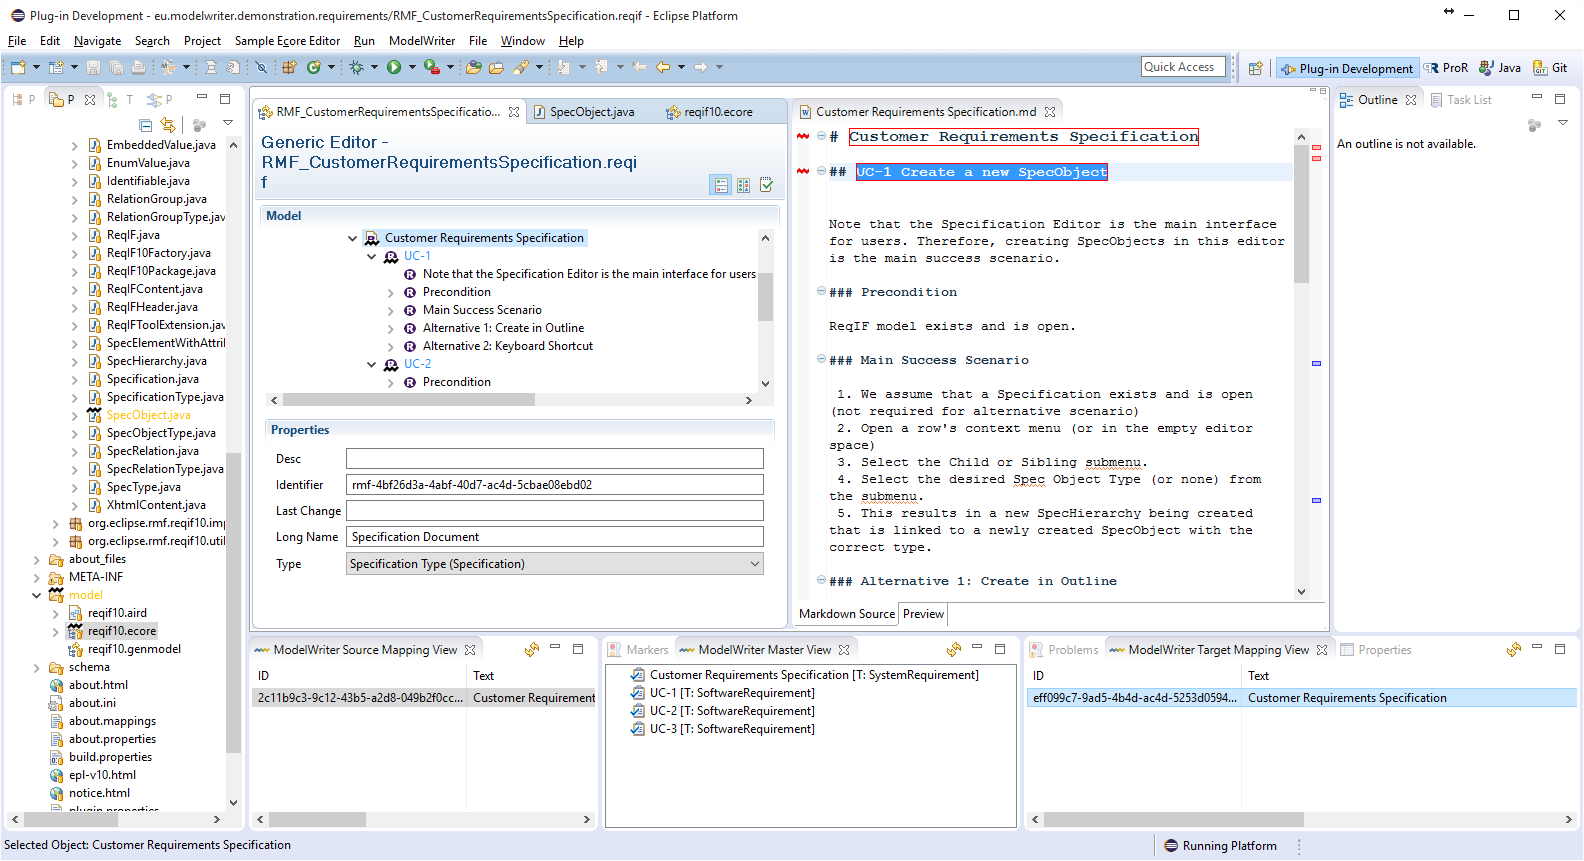 Plug-in Development - eu.modelwriter.demonstration.requirements/RMF_CustomerRequirementsSpecification.reqif - Eclipse Platform
File Edit Navigate Search Project Sample Ecore Editor Run ModelWriter File Window Help
Quick Access
Plug-in Development ProR Java Git
P P T P
EmbeddedValue.java
EnumValue.java
Identifiable.java
RelationGroup.java
RelationGroupType.jav
ReqIF.java
ReqIF10Factory.java
ReqIF10Package.java
ReqIFContent.java
ReqIFHeader.java
ReqIFToolExtension.jav
SpecElementWithAttril
SpecHierarchy.java
Specification.java
SpecificationType.java
SpecObject.java
SpecObjectType.java
SpecRelation.java
SpecRelationType.java
SpecType.java
XhtmlContent.java
org.eclipse.rmf.reqif10.imp
org.eclipse.rmf.reqif10.util
about_files
META-INF
model
reqif10.aird
reqif10.ecore
reqif10.genmodel
schema
about.html
about.ini
about.mappings
about.properties
build.properties
epl-v10.html
notice.html
plugin.properties
RMF_CustomerRequirementsSpecificatio... SpecObject.java reqif10.ecore
Generic Editor -
RMF_CustomerRequirementsSpecification.reqi
f
Model
Customer Requirements Specification
UC-1
Note that the Specification Editor is the main interface for users
Precondition
Main Success Scenario
Alternative 1: Create in Outline
Alternative 2: Keyboard Shortcut
UC-2
Precondition
Properties
Desc
Identifier rmf-4bf26d3a-4abf-40d7-ac4d-5cbae08ebd02
Last Change
Long Name Specification Document
Type Specification Type (Specification)
Customer Requirements Specification.md
# Customer Requirements Specification
## UC-1 Create a new SpecObject
Note that the Specification Editor is the main interface
for users. Therefore, creating SpecObjects in this editor
is the main success scenario.
### Precondition
ReqIF model exists and is open.
### Main Success Scenario
1. We assume that a Specification exists and is open
(not required for alternative scenario)
2. Open a row's context menu (or in the empty editor
space)
3. Select the Child or Sibling submenu.
4. Select the desired Spec Object Type (or none) from
the submenu.
5. This results in a new SpecHierarchy being created
that is linked to a newly created SpecObject with the
correct type.
### Alternative 1: Create in Outline
Markdown Source Preview
Outline Task List
An outline is not available.
ModelWriter Source Mapping View
ID Text
2c11b9c3-9c12-43b5-a2d8-049b2f0cc... Customer Requirement
Markers ModelWriter Master View
Customer Requirements Specification [T: SystemRequirement]
UC-1 [T: SoftwareRequirement]
UC-2 [T: SoftwareRequirement]
UC-3 [T: SoftwareRequirement]
Problems ModelWriter Target Mapping View Properties
ID Text
eff099c7-9ad5-4b4d-ac4d-5253d0594... Customer Requirements Specification
Selected Object: Customer Requirements Specification
Running Platform